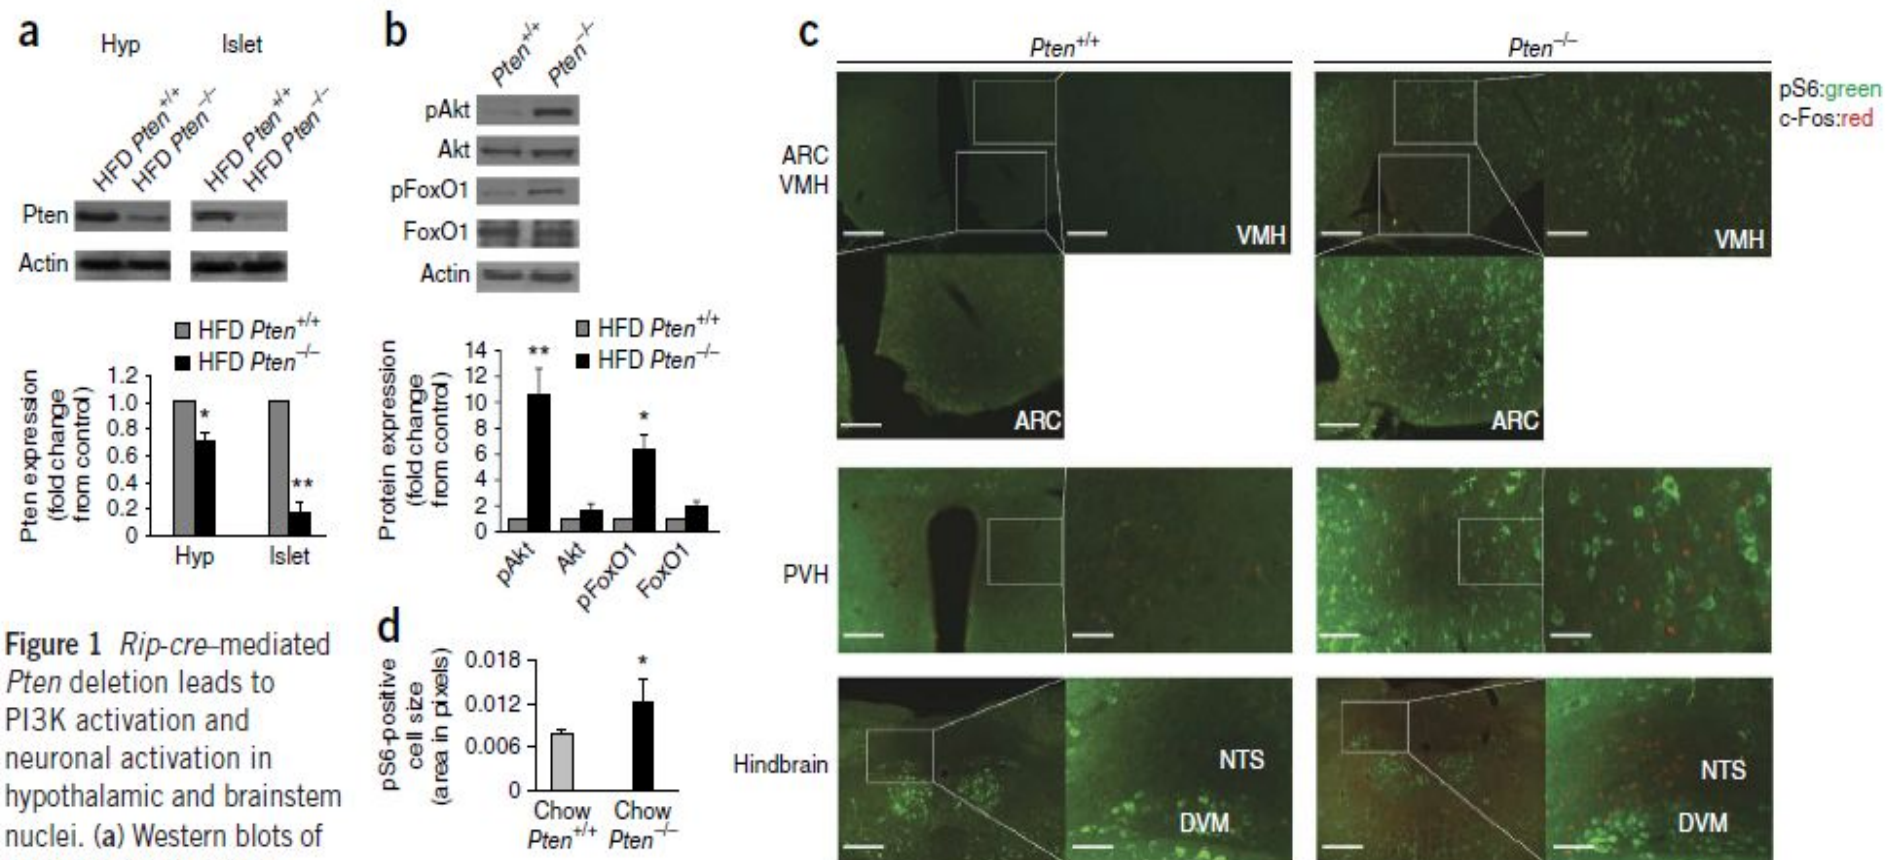 a
Hyp
Islet
HFD Pten+/+
HFD Pten−/−
HFD Pten+/+
HFD Pten−/−
Pten
Actin
HFD Pten+/+
HFD Pten−/−
Pten expression
(fold change
from control)
1.2
1.0
0.8
0.6
0.4
0.2
0
*
**
Hyp
Islet
Figure 1 Rip-cre–mediated
Pten deletion leads to
PI3K activation and
neuronal activation in
hypothalamic and brainstem
nuclei. (a) Western blots of
b
Pten+/+
Pten−/−
pAkt
Akt
pFoxO1
FoxO1
Actin
HFD Pten+/+
HFD Pten−/−
Protein expression
(fold change
from control)
14
12
10
8
6
4
2
0
**
*
pAkt
Akt
pFoxO1
FoxO1
d
pS6-positive
cell size
(area in pixels)
0.018
0.012
0.006
0
*
Chow
Pten+/+
Chow
Pten−/−
c
Pten+/+
Pten−/−
pS6:green
c-Fos:red
ARC
VMH
VMH
VMH
ARC
ARC
PVH
Hindbrain
NTS
DVM
NTS
DVM